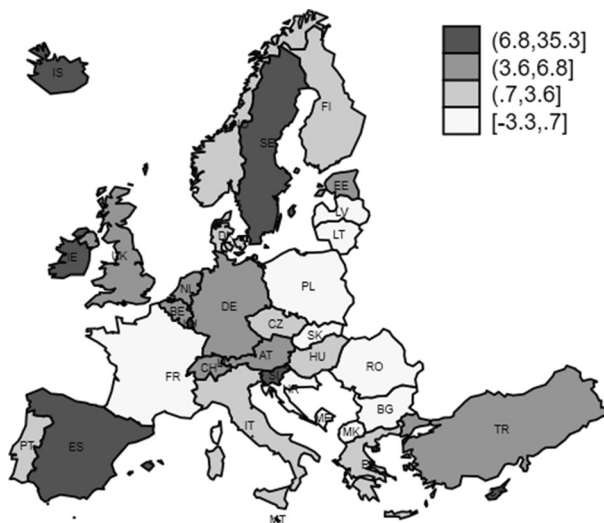 (6.8,35.3]
(3.6,6.8]
(.7,3.6]
[-3.3,.7]
IS
FI
SE
EE
LV
LT
IE
UK
NL
PL
DE
BE
CZ
SK
FR
AT
HU
CH
RO
SI
IT
BG
ME
MK
PT
ES
TR
MT